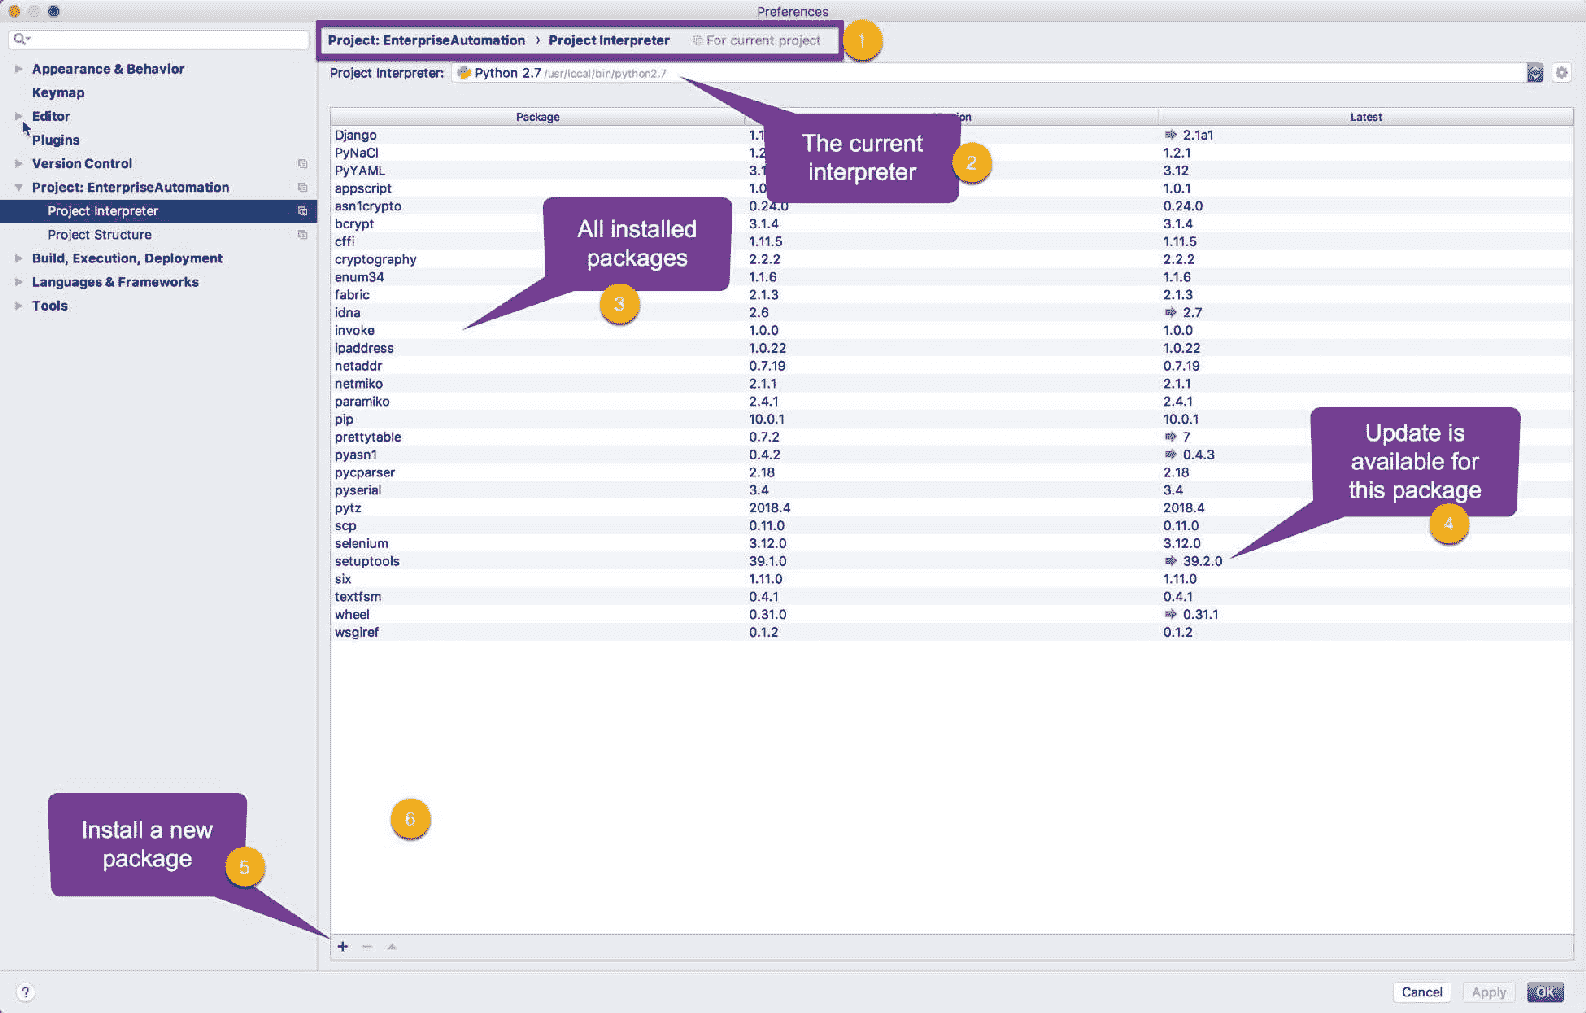 Preferences
Project: EnterpriseAutomation › Project Interpreter For current project
1
Project Interpreter: Python 2.7 /usr/local/bin/python2.7
Appearance & Behavior
Keymap
Editor
Plugins
Version Control
Project: EnterpriseAutomation
Project Interpreter
Project Structure
Build, Execution, Deployment
Languages & Frameworks
Tools
Package Latest
Django 1.1 2.1a1
PyNaCl 1.2 1.2.1
PyYAML 3.1 3.12
appscript 1.0 1.0.1
asn1crypto 0.24.0 0.24.0
bcrypt 3.1.4 3.1.4
cffi 1.11.5 1.11.5
cryptography 2.2.2 2.2.2
enum34 1.1.6 1.1.6
fabric 2.1.3 2.1.3
idna 2.6 2.7
invoke 1.0.0 1.0.0
ipaddress 1.0.22 1.0.22
netaddr 0.7.19 0.7.19
netmiko 2.1.1 2.1.1
paramiko 2.4.1 2.4.1
pip 10.0.1 10.0.1
prettytable 0.7.2 7
pyasn1 0.4.2 0.4.3
pycparser 2.18 2.18
pyserial 3.4 3.4
pytz 2018.4 2018.4
scp 0.11.0 0.11.0
selenium 3.12.0 3.12.0
setuptools 39.1.0 39.2.0
six 1.11.0 1.11.0
textfsm 0.4.1 0.4.1
wheel 0.31.0 0.31.1
wsgiref 0.1.2 0.1.2
The current
interpreter
2
All installed
packages
3
Update is
available for
this package
4
Install a new
package
5
6
? Cancel Apply OK